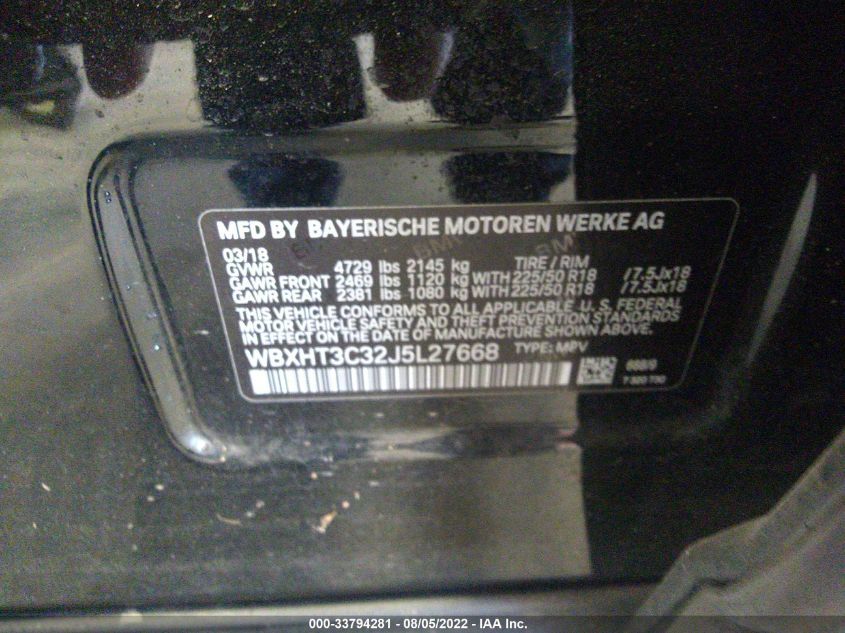 MFD BY BAYERISCHE MOTOREN WERKE AG
03/18 TIRE / RIM
GVWR 4729 lbs 2145 kg
GAWR FRONT 2469 lbs 1120 kg WITH 225/50 R18 /7.5Jx18
GAWR REAR 2381 lbs 1080 kg WITH 225/50 R18 /7.5Jx18
THIS VEHICLE CONFORMS TO ALL APPLICABLE U.S. FEDERAL
MOTOR VEHICLE SAFETY AND THEFT PREVENTION STANDARDS
IN EFFECT ON THE DATE OF MANUFACTURE SHOWN ABOVE.
WBXHT3C32J5L27668 TYPE: MPV
000-33794281 - 08/05/2022 - IAA Inc.